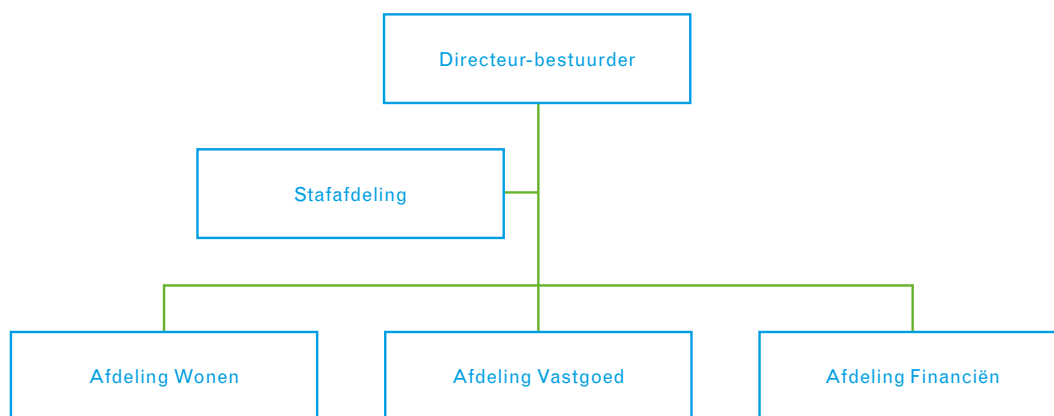 Directeur-bestuurder
Stafafdeling
Afdeling Wonen
Afdeling Vastgoed
Afdeling Financiën